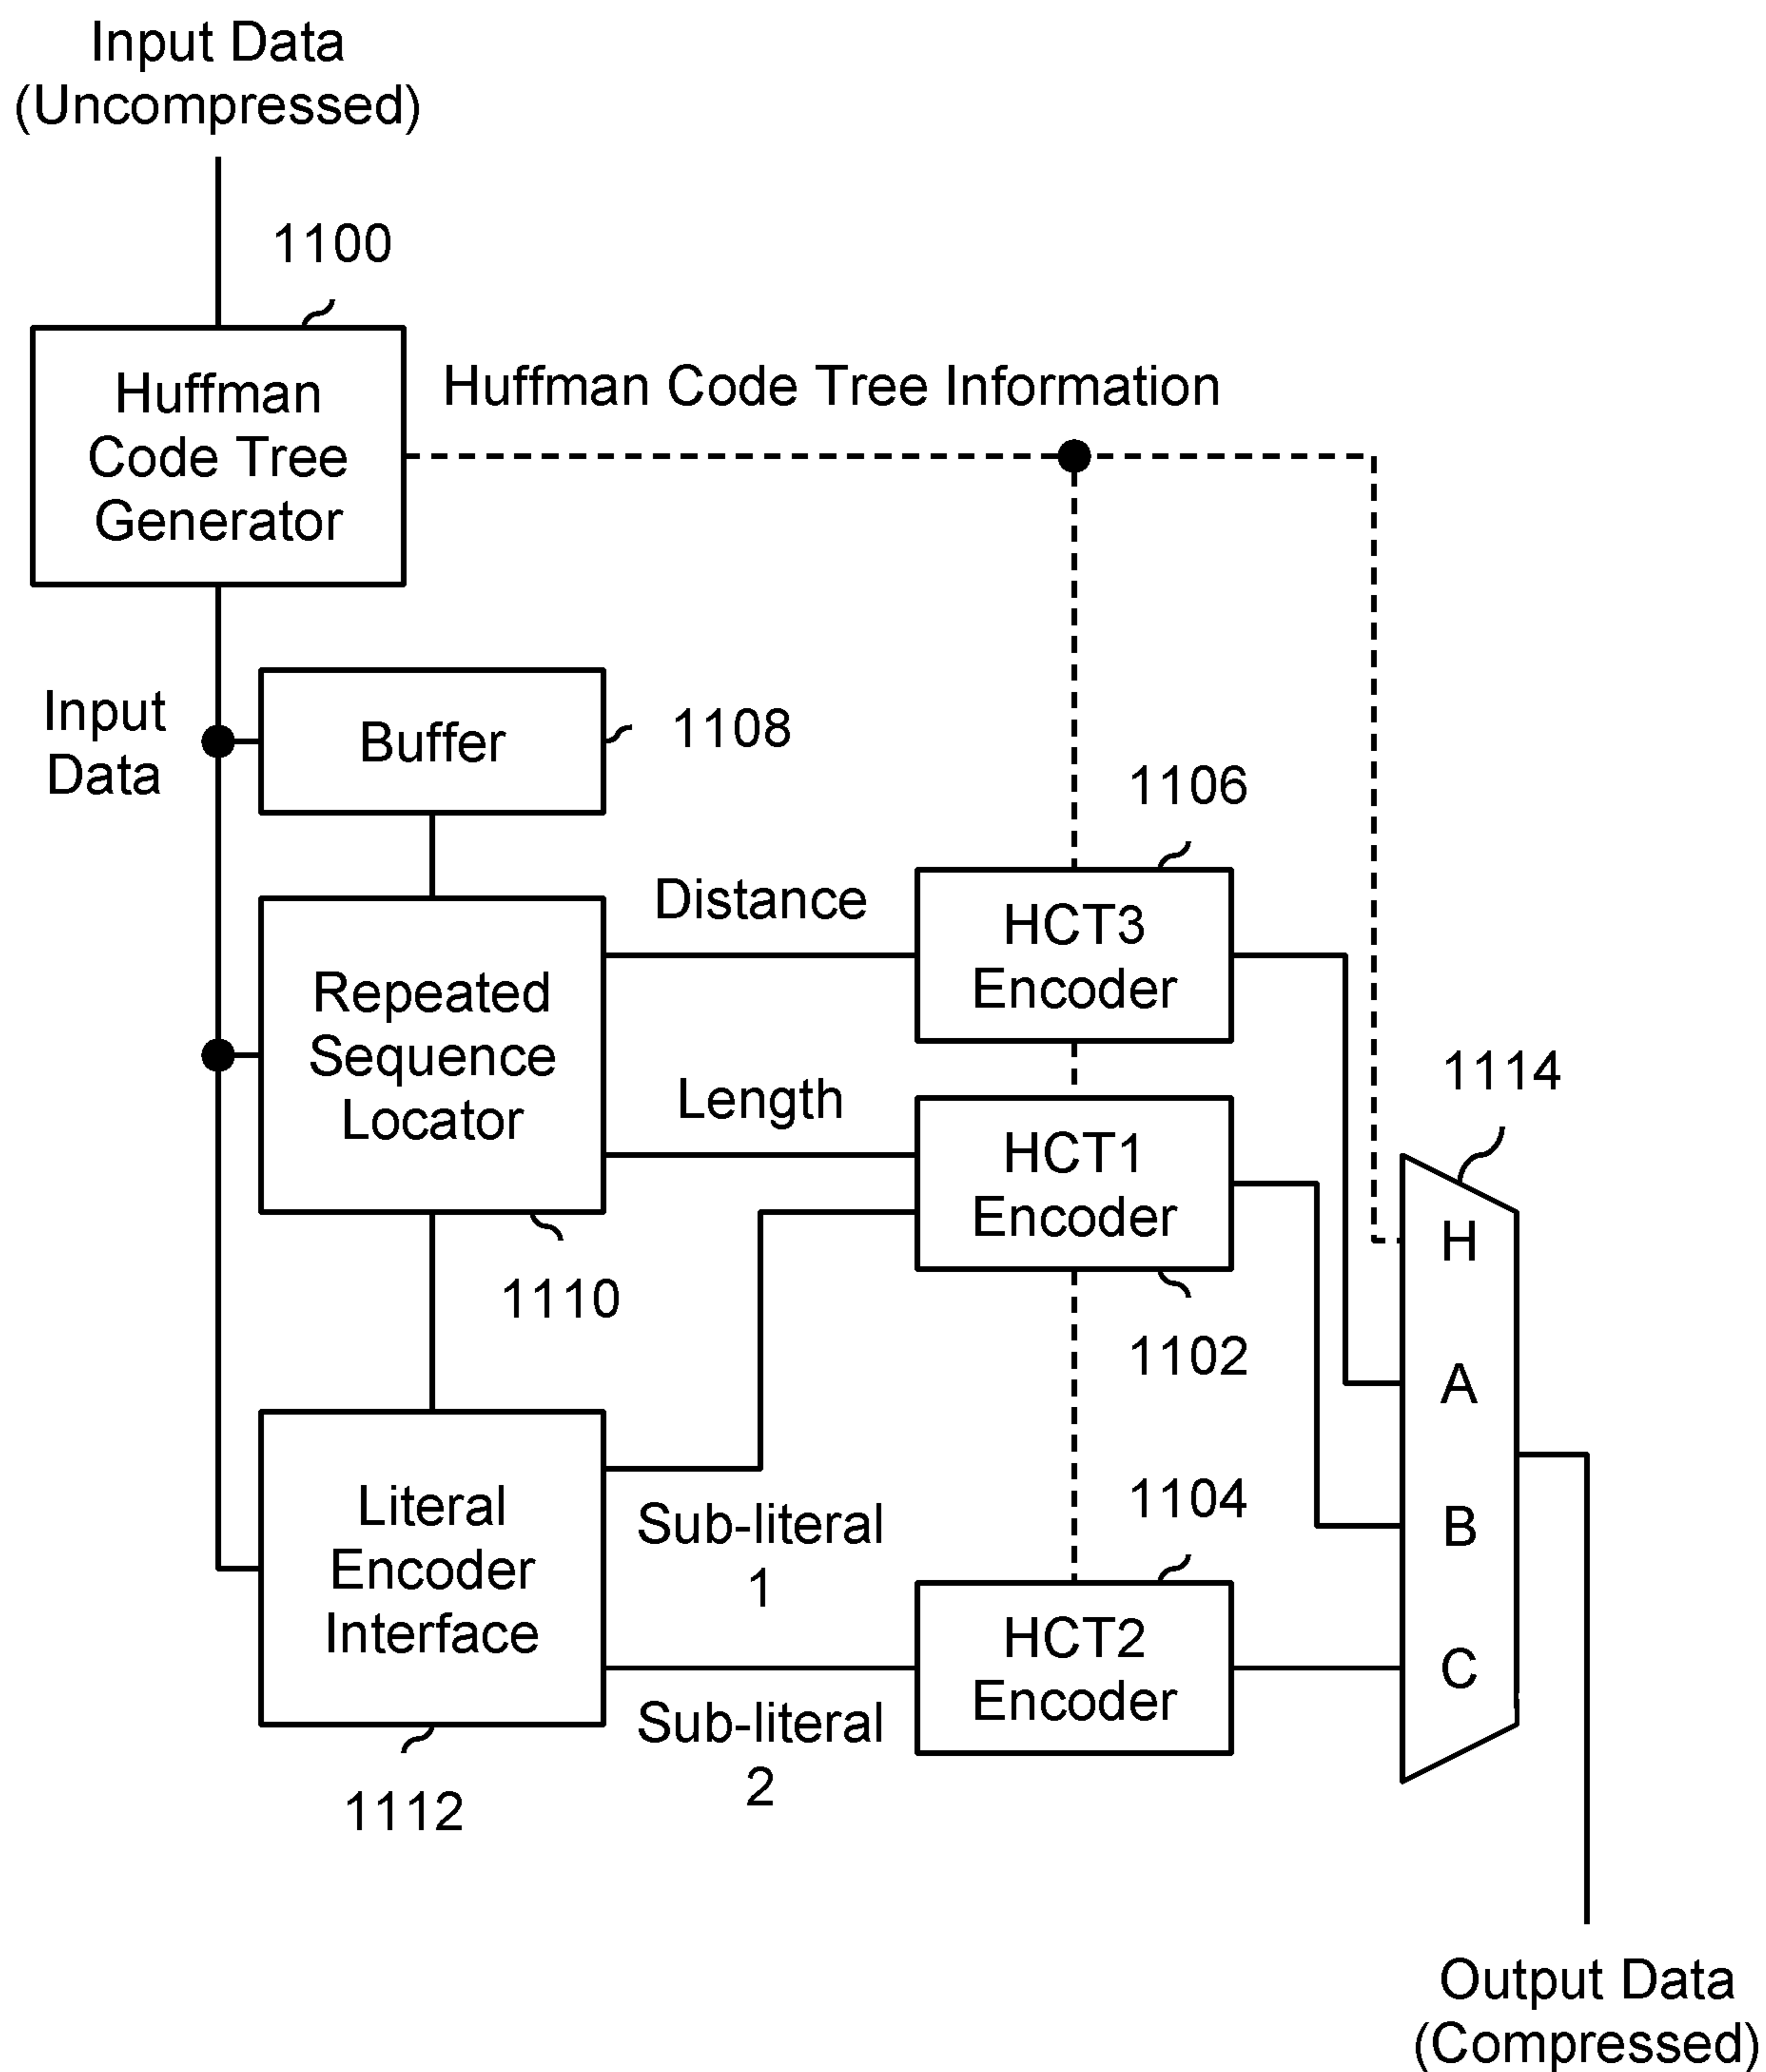 Input Data
(Uncompressed)
1100
Huffman
Code Tree
Generator
Huffman Code Tree Information
Input
Data
Buffer
1108
1106
Distance
HCT3
Encoder
Repeated
Sequence
Locator
Length
HCT1
Encoder
1114
H
1110
1102
A
Literal
Encoder
Interface
Sub-literal
1
1104
B
HCT2
Encoder
C
Sub-literal
2
1112
Output Data
(Compressed)